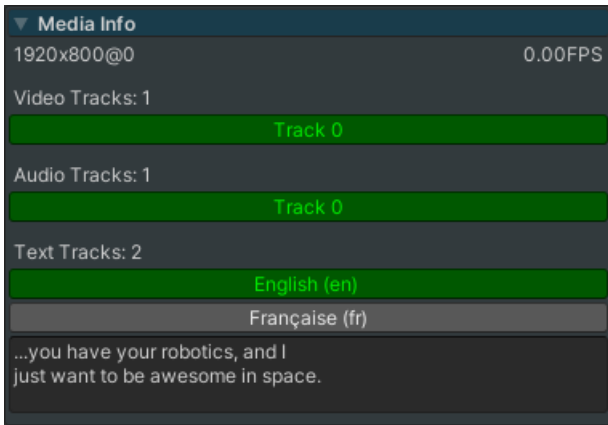 Media Info
1920x800@0 0.00FPS
Video Tracks: 1
Track 0
Audio Tracks: 1
Track 0
Text Tracks: 2
English (en)
Française (fr)
...you have your robotics, and I
just want to be awesome in space.